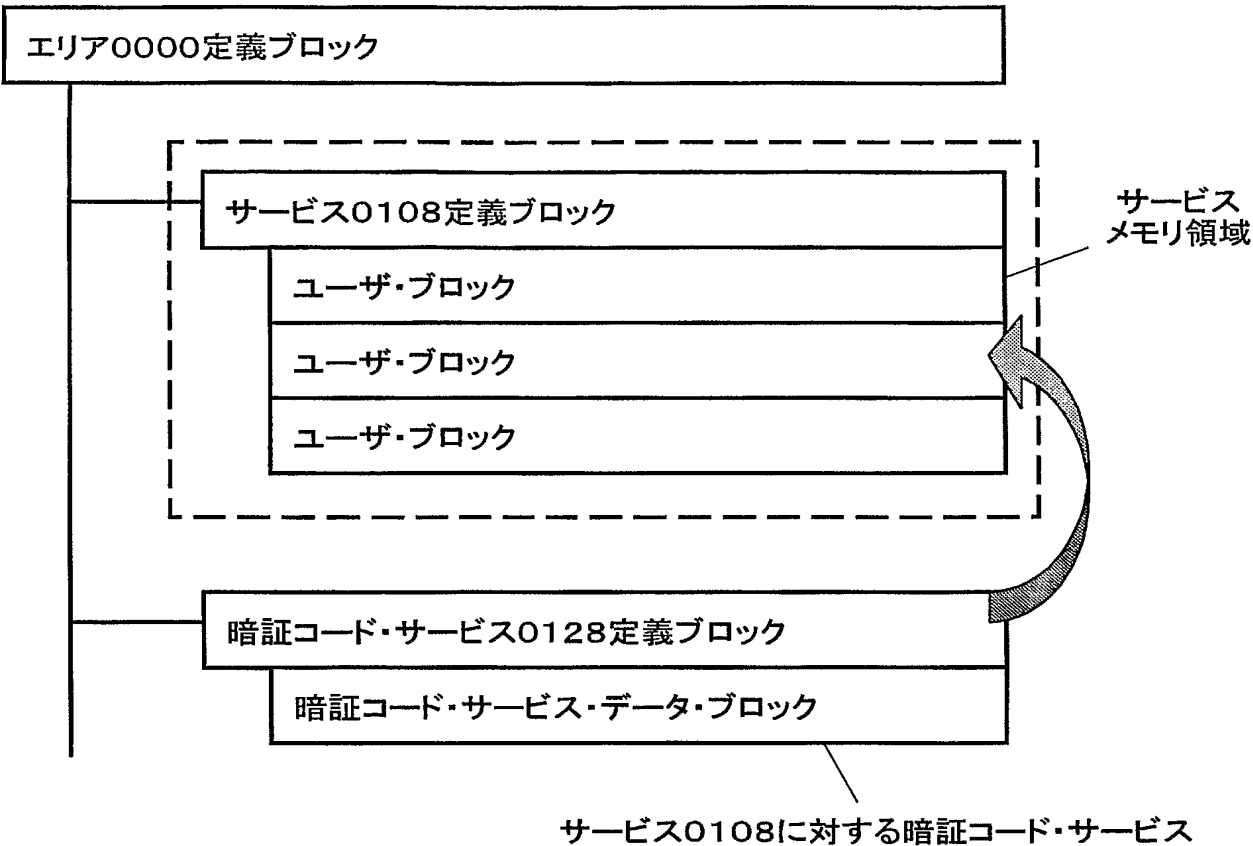 エリア0000定義ブロック
サービス0108定義ブロック
サービス
メモリ領域
ユーザ・ブロック
ユーザ・ブロック
ユーザ・ブロック
暗証コード・サービス0128定義ブロック
暗証コード・サービス・データ・ブロック
サービス0108に対する暗証コード・サービス